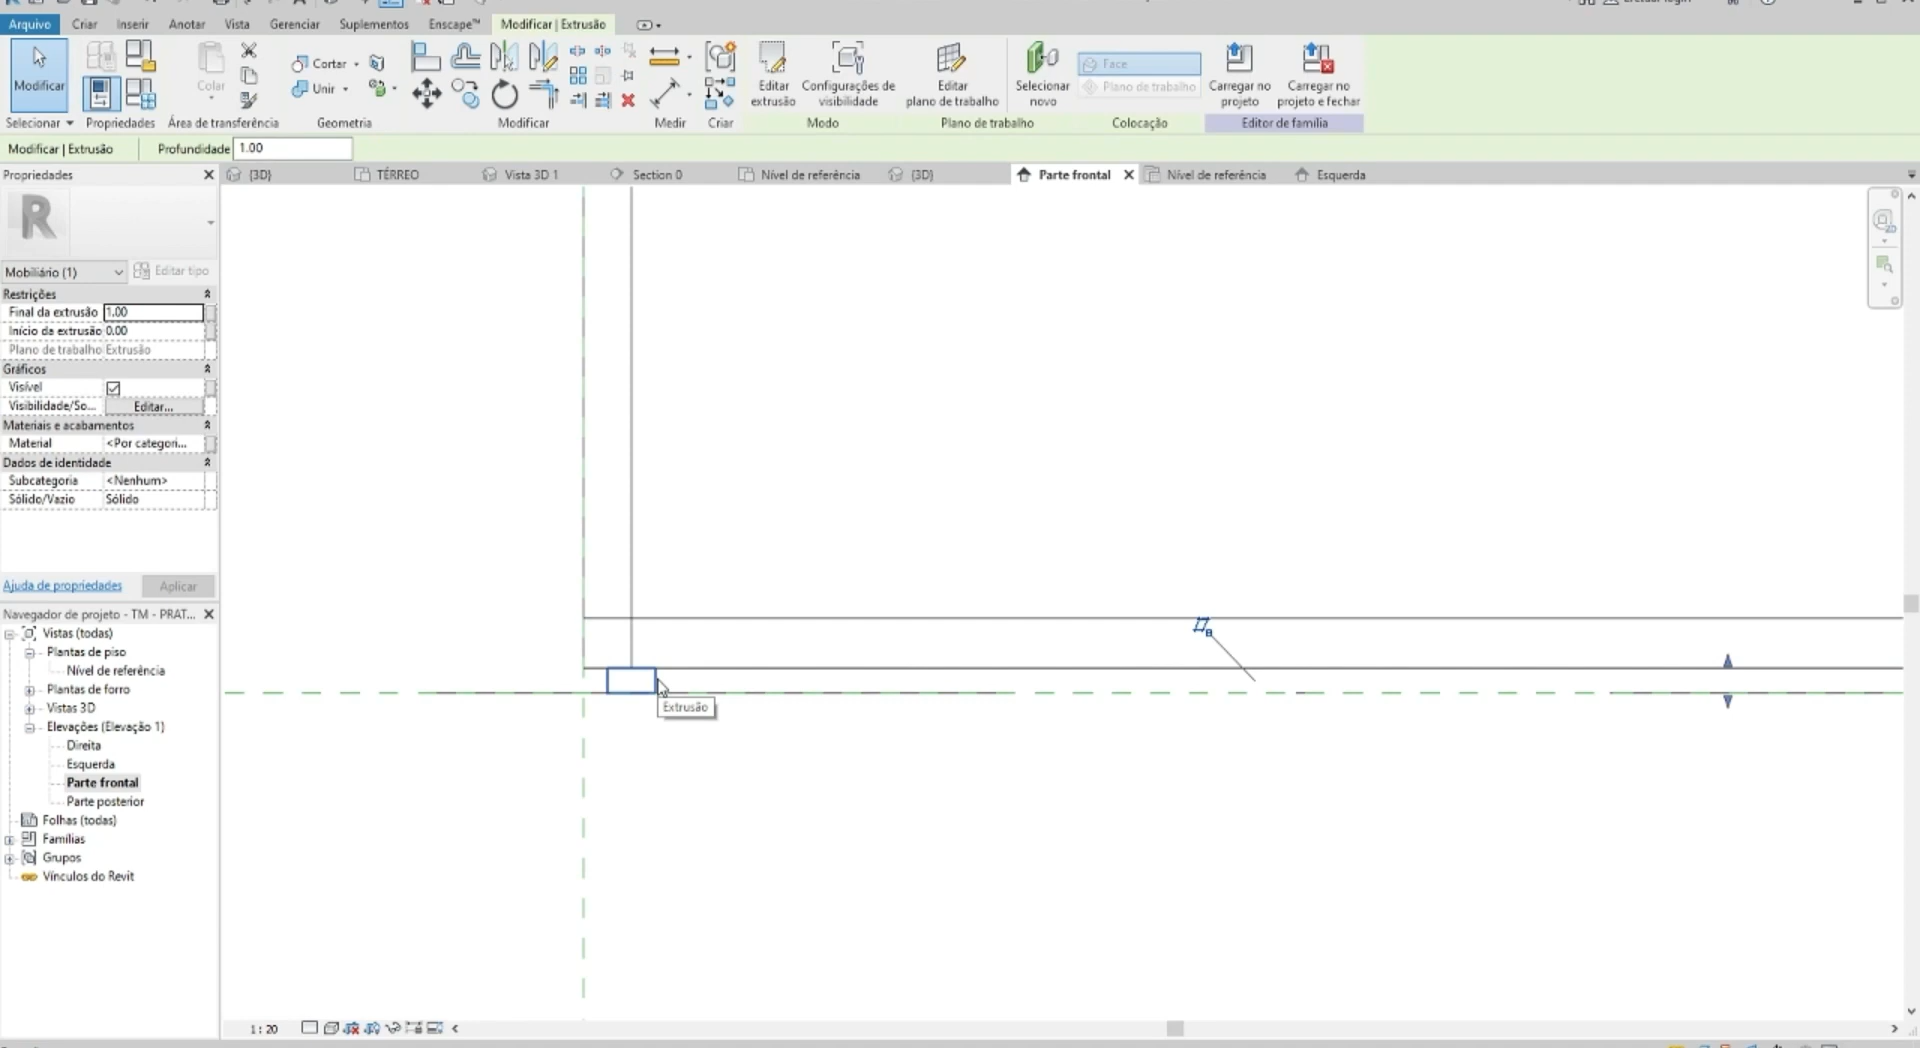 Arquivo Criar Inserir Anotar Vista Gerenciar Suplementos Enscape™ Modificar | Extrusão
Modificar
Colar
Cortar
Unir
Editar extrusão
Configurações de visibilidade
Editar plano de trabalho
Selecionar novo
Face
Plano de trabalho
Carregar no projeto
Carregar no projeto e fechar
Selecionar Propriedades Área de transferência Geometria Modificar Medir Criar Modo Plano de trabalho Colocação Editor de família
Modificar | Extrusão Profundidade 1.00
Propriedades
{3D} TÉRREO Vista 3D 1 Section 0 Nível de referência {3D} Parte frontal Nível de referência Esquerda
R
Mobiliário (1) Editar tipo
Restrições
Final da extrusão 1.00
Início da extrusão 0.00
Plano de trabalho Extrusão
Gráficos
Visível
Visibilidade/So... Editar...
Materiais e acabamentos
Material <Por categori...
Dados de identidade
Subcategoria <Nenhum>
Sólido/Vazio Sólido
Ajuda de propriedades Aplicar
Navegador de projeto - TM - PRAT...
Vistas (todas)
Plantas de piso
Nível de referência
Plantas de forro
Vistas 3D
Elevações (Elevação 1)
Direita
Esquerda
Parte frontal
Parte posterior
Folhas (todas)
Famílias
Grupos
Vínculos do Revit
Extrusão
1 : 20